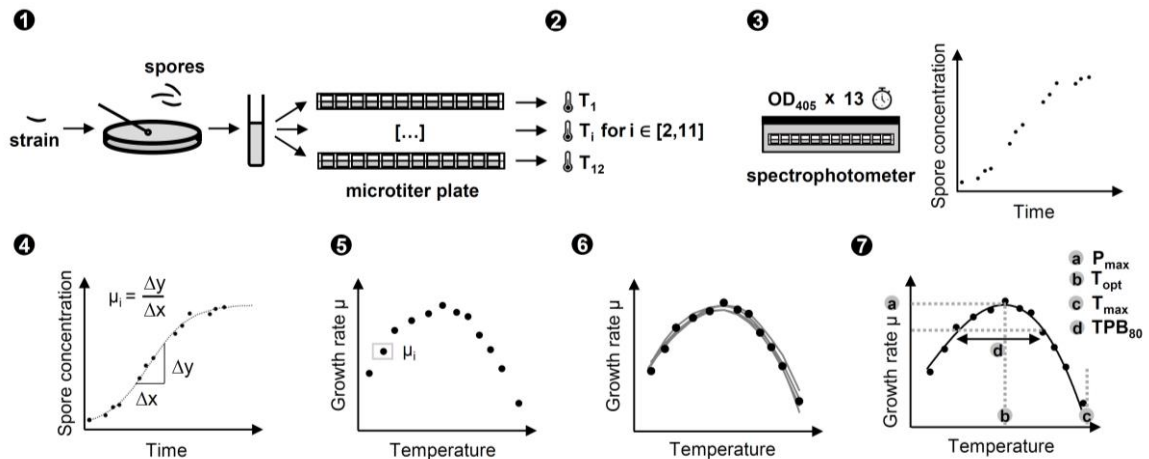 1
spores
strain
[...]
microtiter plate
2
T1
Ti for i ∈ [2,11]
T12
3
OD405 x 13
spectrophotometer
Spore concentration
Time
4
μi = Δy
Δx
Δy
Δx
Spore concentration
Time
5
μi
Growth rate μ
Temperature
6
Growth rate μ
Temperature
7
a Pmax
b Topt
c Tmax
d TPB80
a
d
b
c
Growth rate μ
Temperature